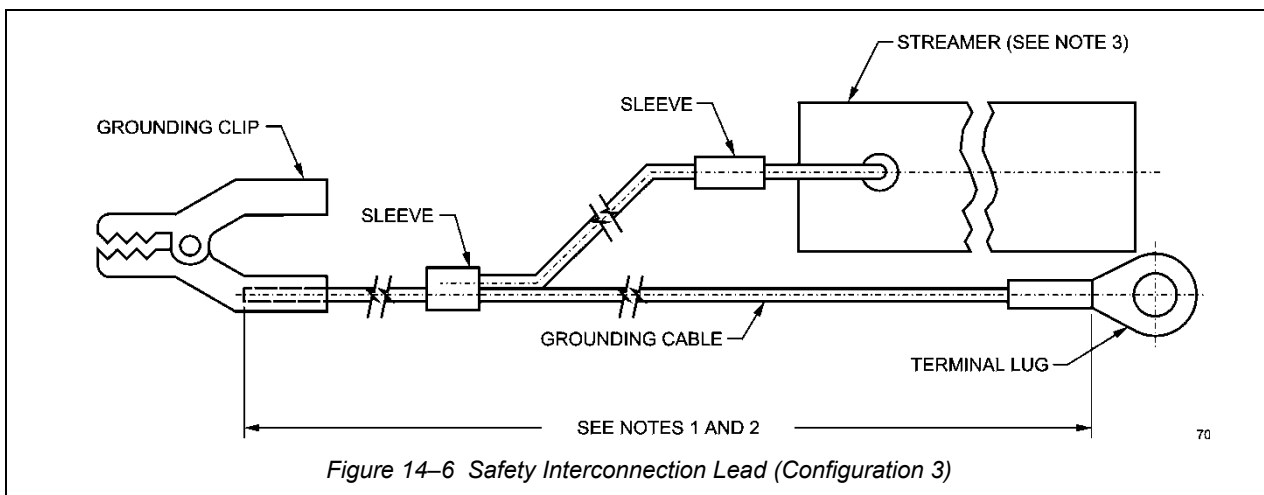 STREAMER (SEE NOTE 3)
SLEEVE
GROUNDING CLIP
SLEEVE
GROUNDING CABLE
TERMINAL LUG
SEE NOTES 1 AND 2
70
Figure 14–6 Safety Interconnection Lead (Configuration 3)